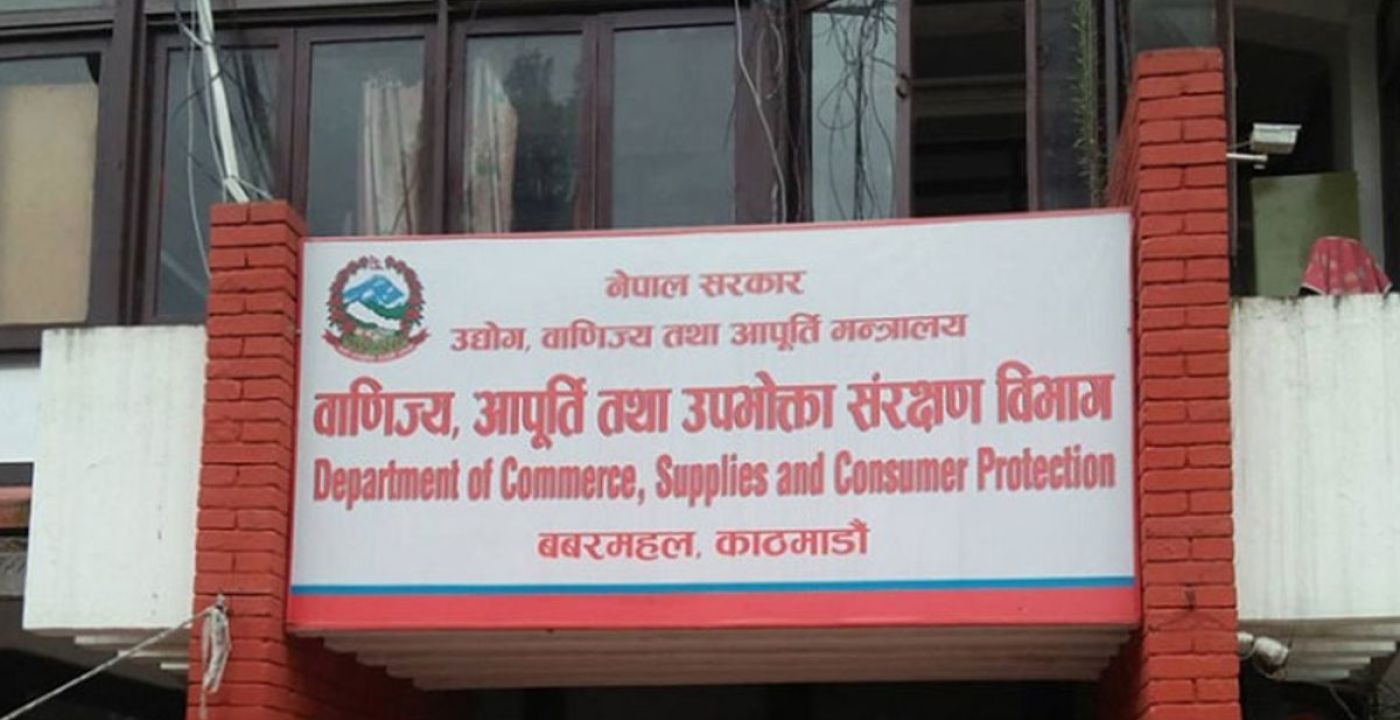 नेपाल सरकार
उद्योग, वाणिज्य तथा आपूर्ति मन्त्रालय
वाणिज्य, आपूर्ति तथा उपभोक्ता संरक्षण विभाग
Department of Commerce, Supplies and Consumer Protection
बबरमहल, काठमाडौं